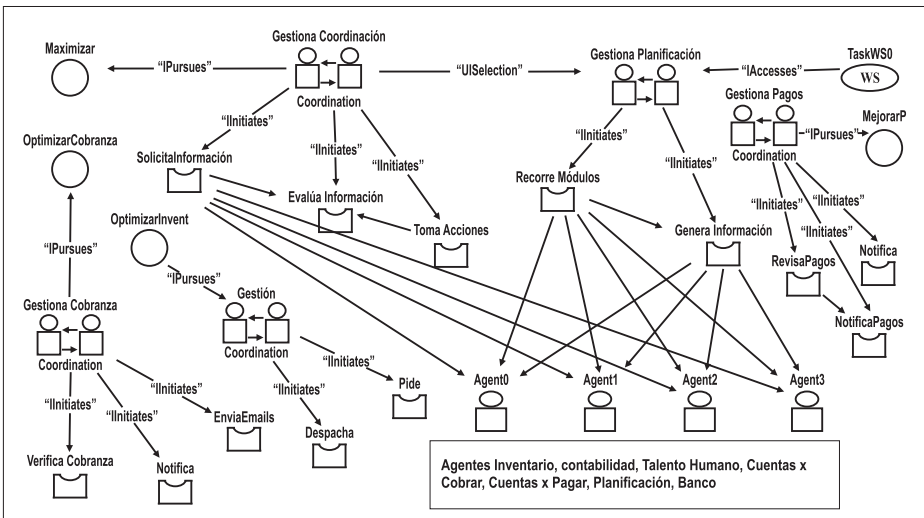 Gestiona Coordinación
Maximizar
“IPursues”
“UISelection”
Gestiona Planificación
“IAccesses”
TaskWS0
WS
Coordination
Gestiona Pagos
MejorarP
“IPursues”
Coordination
OptimizarCobranza
“IInitiates”
“IInitiates”
“IInitiates”
“IInitiates”
“IInitiates”
SolicitaInformación
Evalúa Información
Recorre Módulos
“IInitiates”
“IInitiates”
“IInitiates”
OptimizarInvent
Toma Acciones
Genera Información
Notifica
RevisaPagos
“IPursues”
“IPursues”
NotificaPagos
Gestiona Cobranza
Gestión
Coordination
Coordination
“IInitiates”
“IInitiates”
“IInitiates”
“IInitiates”
“IInitiates”
Pide
Agent0
Agent1
Agent2
Agent3
EnviaEmails
Despacha
Verifica Cobranza
Notifica
Agentes Inventario, contabilidad, Talento Humano, Cuentas x
Cobrar, Cuentas x Pagar, Planificación, Banco